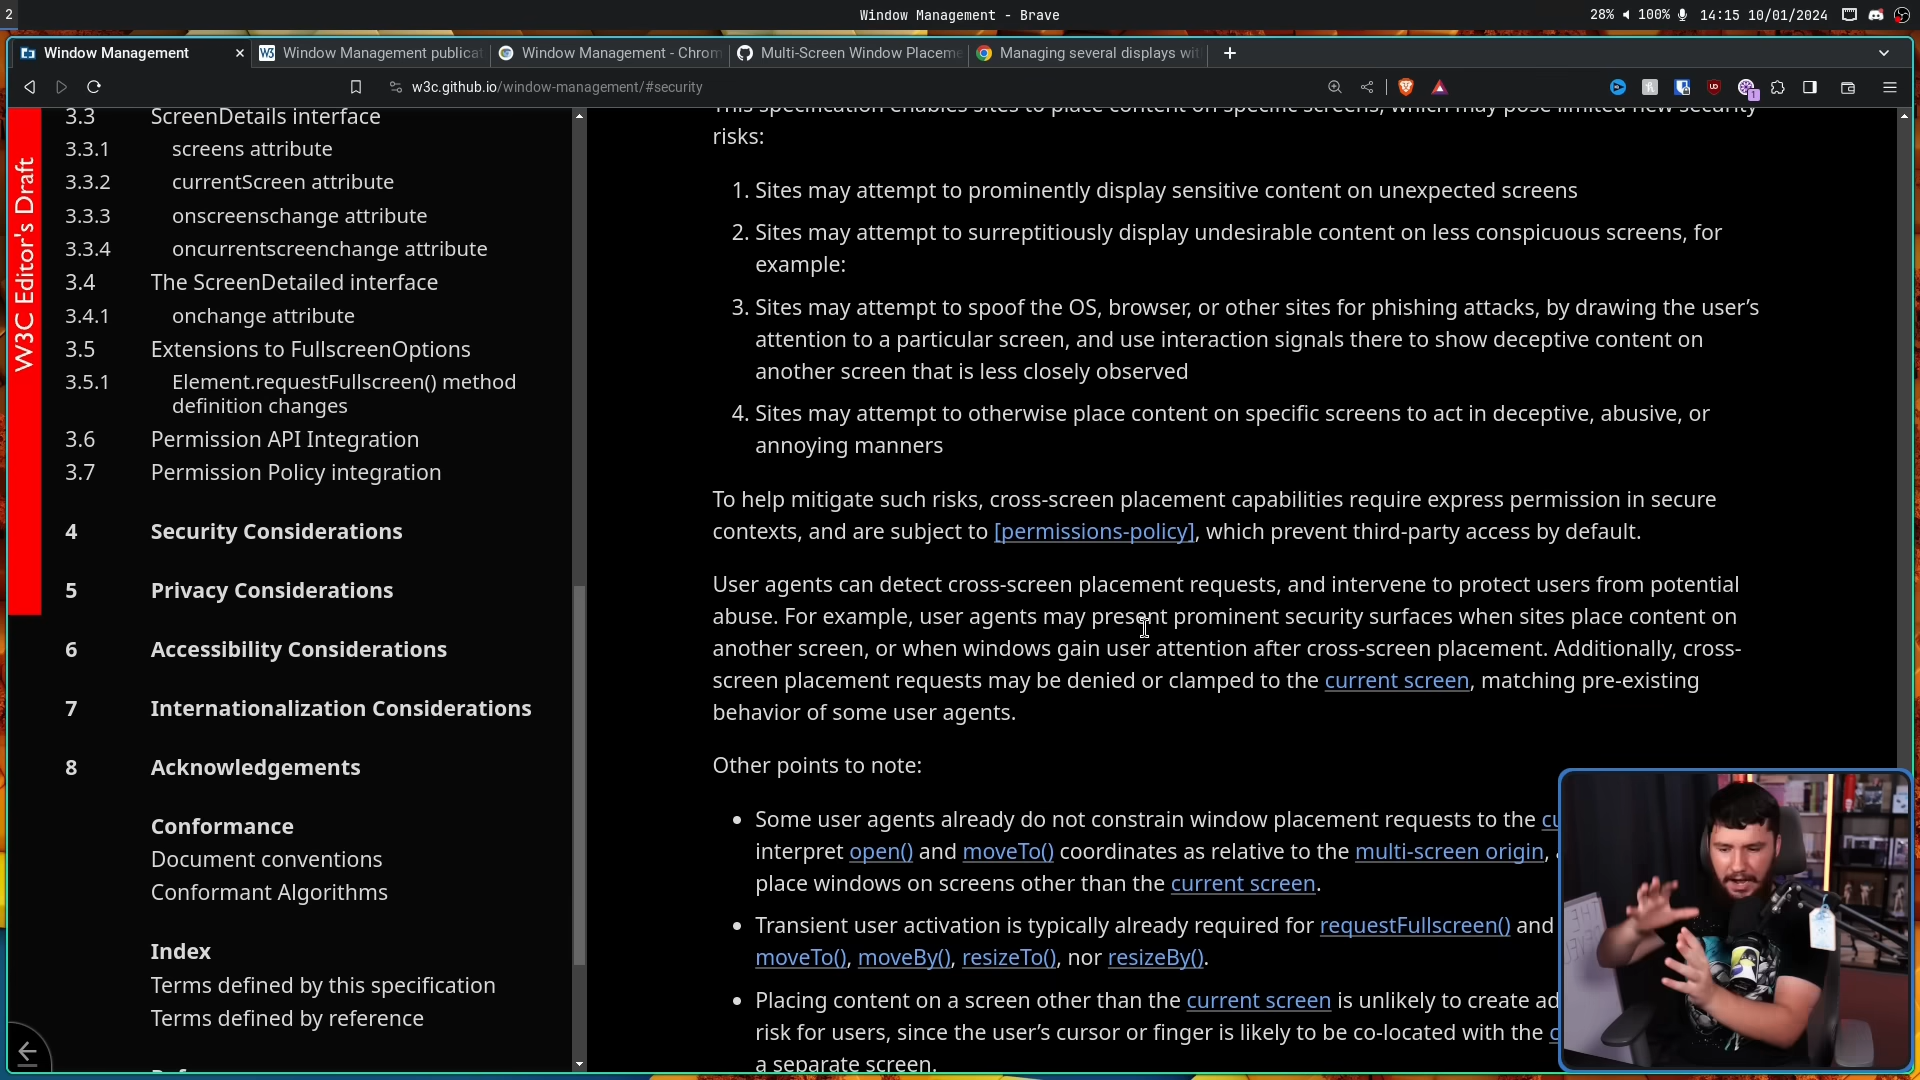 2
Window Management - Brave
28% 100% 14:15 10/01/2024
Window Management
Window Management publicat
Window Management - Chrom
Multi-Screen Window Placeme
Managing several displays wit
w3c.github.io/window-management/#security
W3C Editor's Draft
3.3 ScreenDetails interface
3.3.1 screens attribute
3.3.2 currentScreen attribute
3.3.3 onscreenschange attribute
3.3.4 oncurrentscreenchange attribute
3.4 The ScreenDetailed interface
3.4.1 onchange attribute
3.5 Extensions to FullscreenOptions
3.5.1 Element.requestFullscreen() method
definition changes
3.6 Permission API Integration
3.7 Permission Policy integration
4 Security Considerations
5 Privacy Considerations
6 Accessibility Considerations
7 Internationalization Considerations
8 Acknowledgements
Conformance
Document conventions
Conformant Algorithms
Index
Terms defined by this specification
Terms defined by reference
This specification enables sites to place content on specific screens, which may pose limited new security
risks:
1. Sites may attempt to prominently display sensitive content on unexpected screens
2. Sites may attempt to surreptitiously display undesirable content on less conspicuous screens, for
example:
3. Sites may attempt to spoof the OS, browser, or other sites for phishing attacks, by drawing the user’s
attention to a particular screen, and use interaction signals there to show deceptive content on
another screen that is less closely observed
4. Sites may attempt to otherwise place content on specific screens to act in deceptive, abusive, or
annoying manners
To help mitigate such risks, cross-screen placement capabilities require express permission in secure
contexts, and are subject to [permissions-policy], which prevent third-party access by default.
User agents can detect cross-screen placement requests, and intervene to protect users from potential
abuse. For example, user agents may present prominent security surfaces when sites place content on
another screen, or when windows gain user attention after cross-screen placement. Additionally, cross-
screen placement requests may be denied or clamped to the current screen, matching pre-existing
behavior of some user agents.
Other points to note:
• Some user agents already do not constrain window placement requests to the cu
interpret open() and moveTo() coordinates as relative to the multi-screen origin,
place windows on screens other than the current screen.
• Transient user activation is typically already required for requestFullscreen() and
moveTo(), moveBy(), resizeTo(), nor resizeBy().
• Placing content on a screen other than the current screen is unlikely to create ad
risk for users, since the user’s cursor or finger is likely to be co-located with the c
a separate screen.